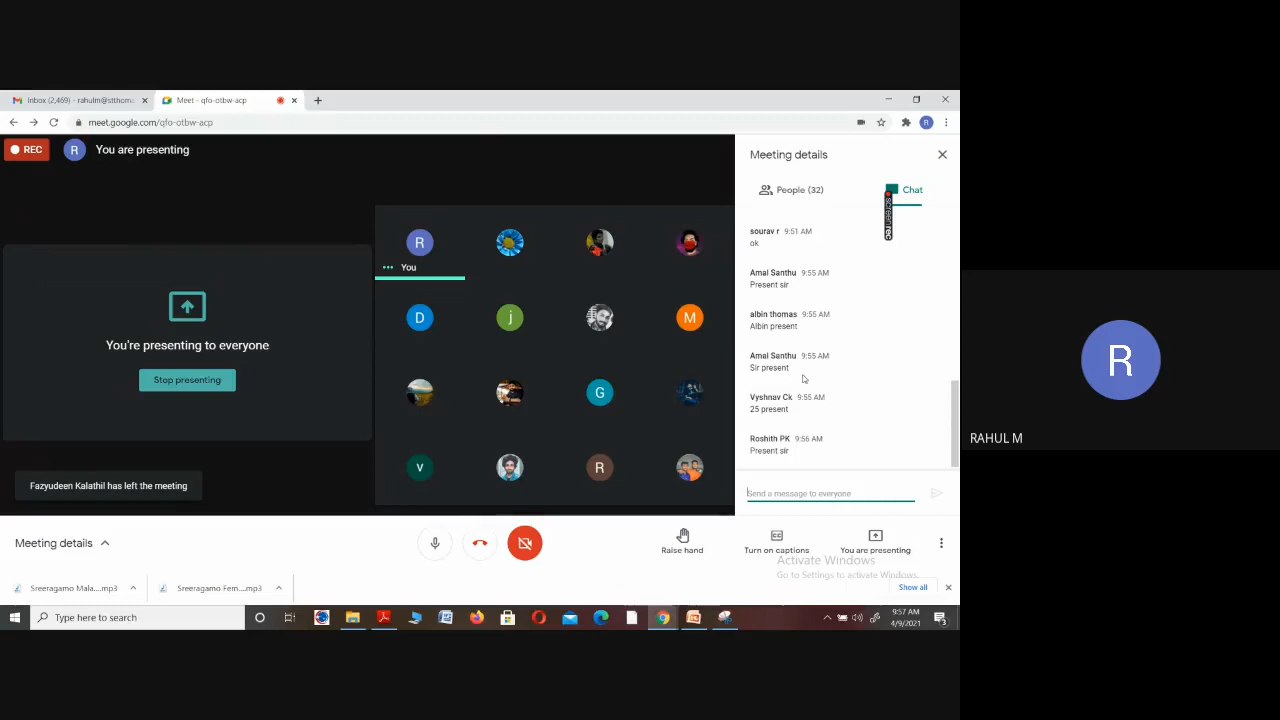 Inbox (2,469) - rahulm@stthoma
Meet - qfo-otbw-acp
meet.google.com/qfo-otbw-acp
R
REC
R
You are presenting
Meeting details
People (32)
Chat
screenrec
sourav r 9:51 AM
ok
Amal Santhu 9:55 AM
Present sir
albin thomas 9:55 AM
Albin present
Amal Santhu 9:55 AM
Sir present
Vyshnav Ck 9:55 AM
25 present
Roshith PK 9:56 AM
Present sir
Send a message to everyone
R
You
D
j
M
G
V
R
You're presenting to everyone
Stop presenting
Fazyudeen Kalathil has left the meeting
R
RAHUL M
Meeting details
Raise hand
Turn on captions
You are presenting
Activate Windows
Go to Settings to activate Windows.
Sreeragamo Mala....mp3
Sreeragamo Fem....mp3
Show all
Type here to search
9:57 AM
4/9/2021
3